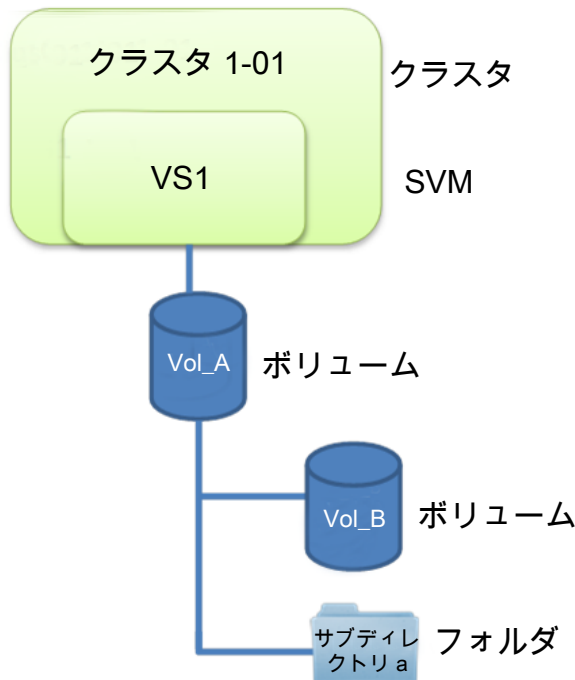 クラスタ 1-01
クラスタ
VS1
SVM
Vol_A
ボリューム
Vol_B
ボリューム
サブディレ
クトリ a
フォルダ